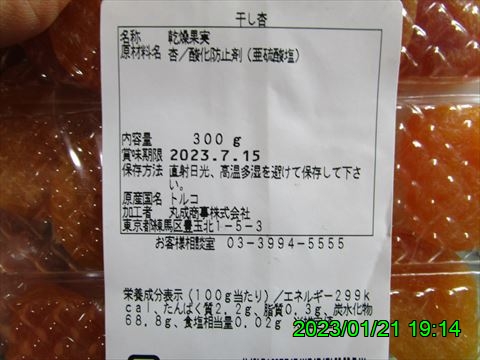 干し杏
名称 乾燥果実
原材料名 杏／酸化防止剤（亜硫酸塩）
内容量 300g
賞味期限 2023.7.15
保存方法 直射日光、高温多湿を避けて保存して下さ
い。
原産国名 トルコ
加工者 丸成商事株式会社
東京都練馬区豊玉北1-5-3
お客様相談室 03-3994-5555
栄養成分表示（100g当たり）／エネルギー299k
cal、たんぱく質2.2g、脂質0.3g、炭水化物
68.8g、食塩相当量0.02g
2023/01/21 19:14